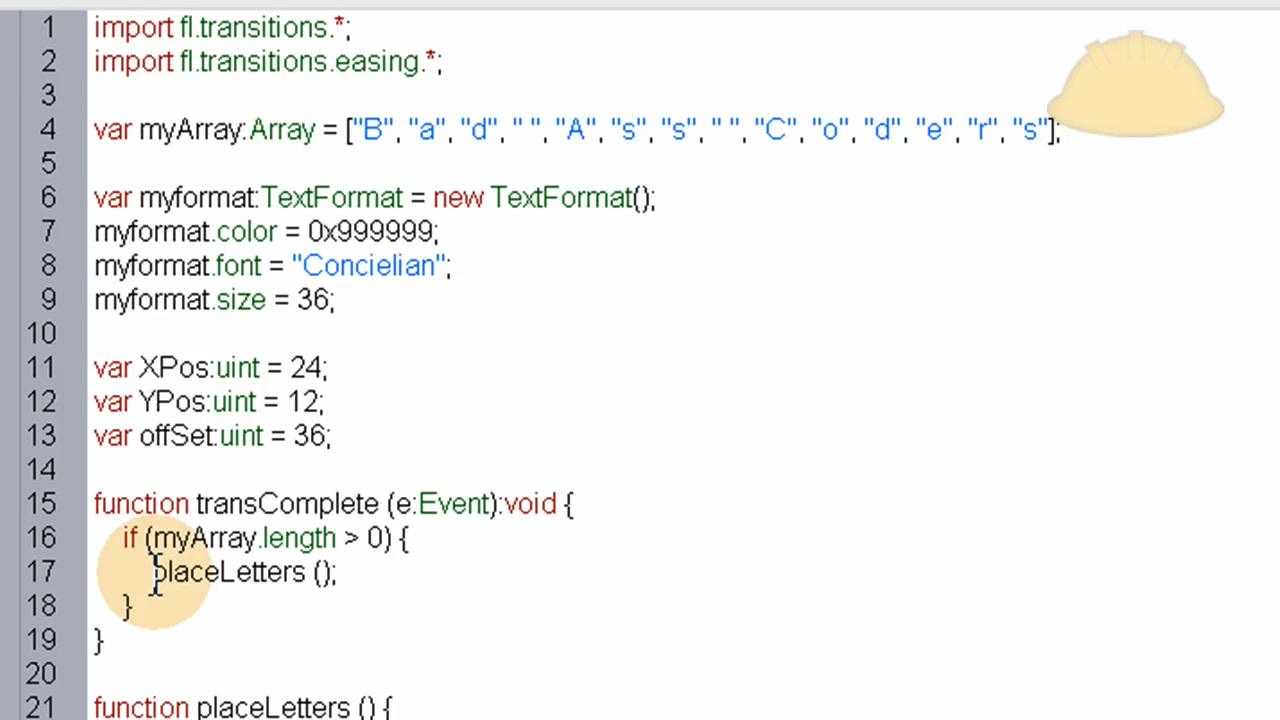 1 import fl.transitions.*;
2 import fl.transitions.easing.*;
3
4 var myArray:Array = ["B", "a", "d", " ", "A", "s", "s", " ", "C", "o", "d", "e", "r", "s"];
5
6 var myformat:TextFormat = new TextFormat();
7 myformat.color = 0x999999;
8 myformat.font = "Concielian";
9 myformat.size = 36;
10
11 var XPos:uint = 24;
12 var YPos:uint = 12;
13 var offSet:uint = 36;
14
15 function transComplete (e:Event):void {
16 if (myArray.length > 0) {
17 placeLetters ();
18 }
19 }
20
21 function placeLetters () {